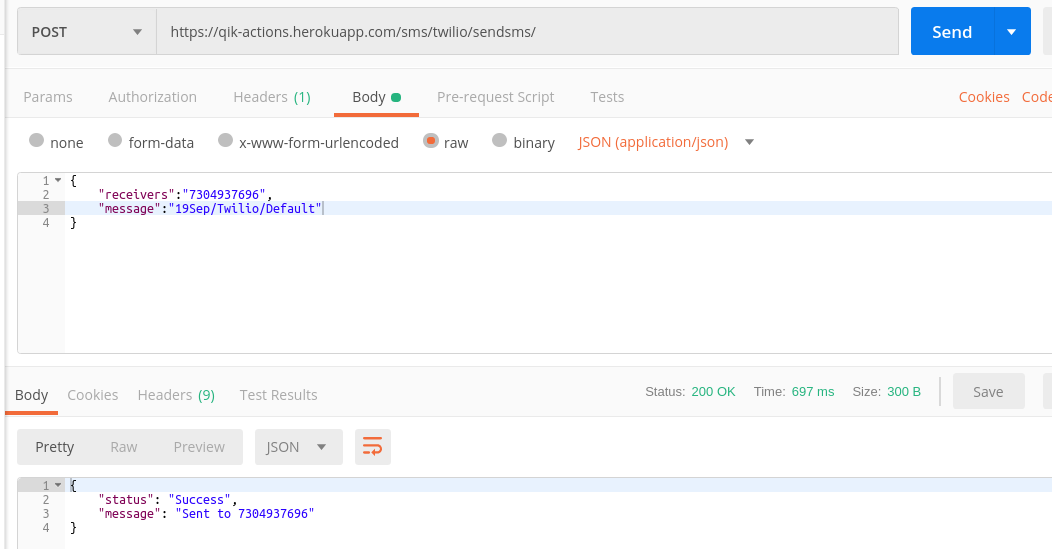 POST https://qik-actions.herokuapp.com/sms/twilio/sendsms/ Send
Params Authorization Headers (1) Body Pre-request Script Tests Cookies Code
none form-data x-www-form-urlencoded raw binary JSON (application/json)
1 {
2 "receivers":"7304937696",
3 "message":"19Sep/Twilio/Default"
4 }
Body Cookies Headers (9) Test Results Status: 200 OK Time: 697 ms Size: 300 B Save
Pretty Raw Preview JSON
1 {
2 "status": "Success",
3 "message": "Sent to 7304937696"
4 }